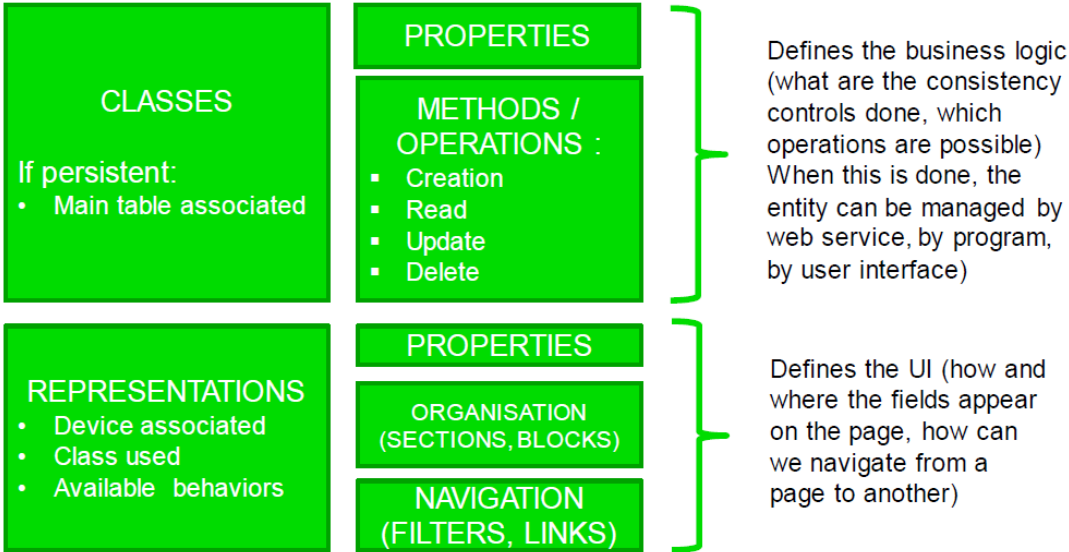 CLASSES
If persistent:
• Main table associated
PROPERTIES
METHODS /
OPERATIONS :
▪ Creation
▪ Read
▪ Update
▪ Delete
Defines the business logic
(what are the consistency
controls done, which
operations are possible)
When this is done, the
entity can be managed by
web service, by program,
by user interface)
REPRESENTATIONS
• Device associated
• Class used
• Available behaviors
PROPERTIES
ORGANISATION
(SECTIONS, BLOCKS)
NAVIGATION
(FILTERS, LINKS)
Defines the UI (how and
where the fields appear
on the page, how can
we navigate from a
page to another)